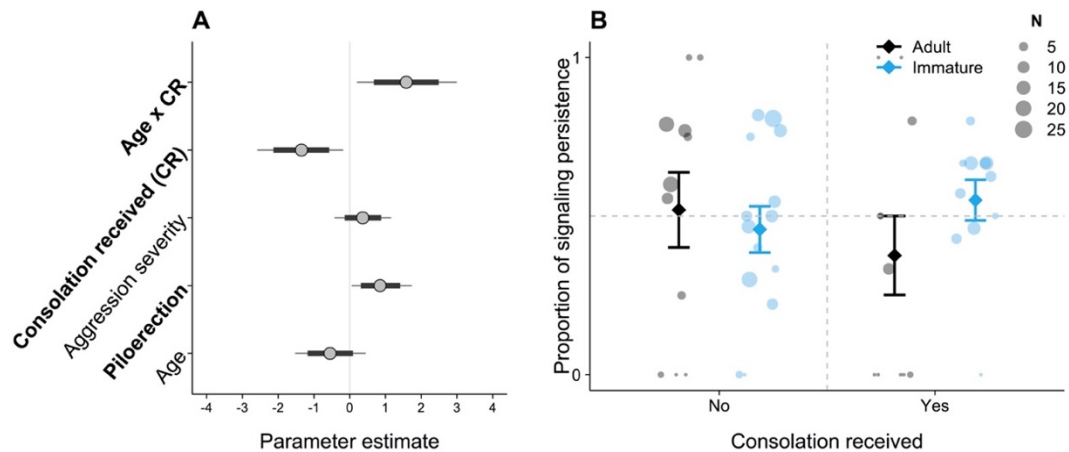 A
Age x CR
Consolation received (CR)
Aggression severity
Piloerection
Age
-4 -3 -2 -1 0 1 2 3 4
Parameter estimate
B
Adult
Immature
N
5
10
15
20
25
Proportion of signaling persistence
1
0
No Yes
Consolation received